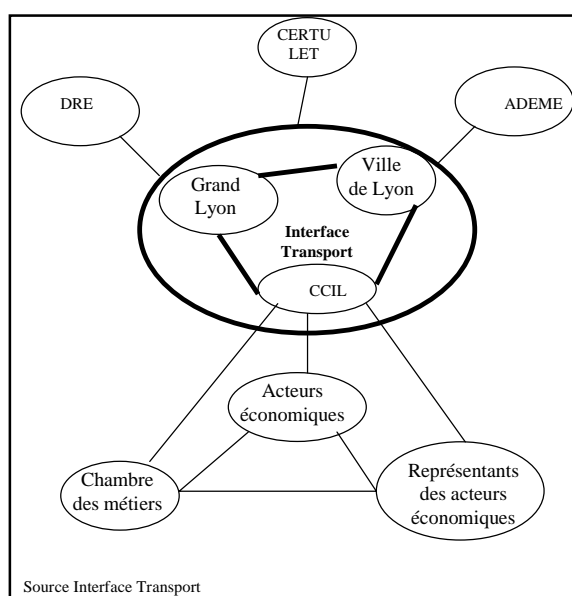 CERTU
LET
DRE
ADEME
Grand
Lyon
Ville
de Lyon
Interface
Transport
CCIL
Acteurs
économiques
Chambre
des métiers
Représentants
des acteurs
économiques
Source Interface Transport